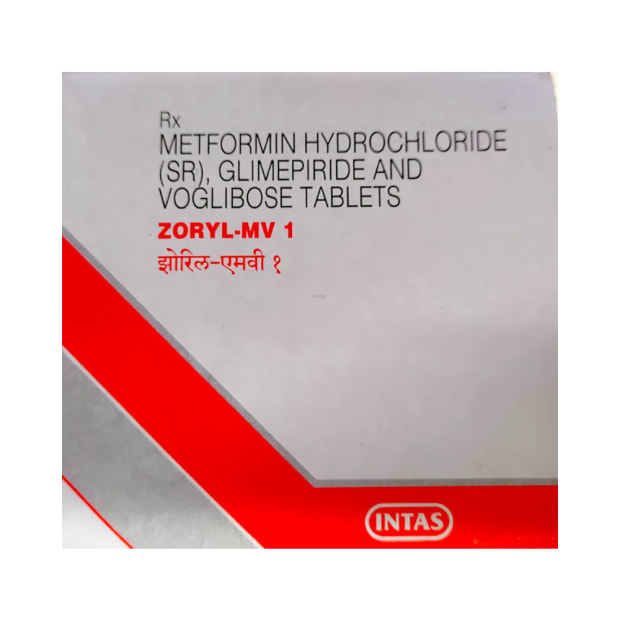 Rx
METFORMIN HYDROCHLORIDE
(SR), GLIMEPIRIDE AND
VOGLIBOSE TABLETS
ZORYL-MV 1
झोरिल-एमवी १
INTAS